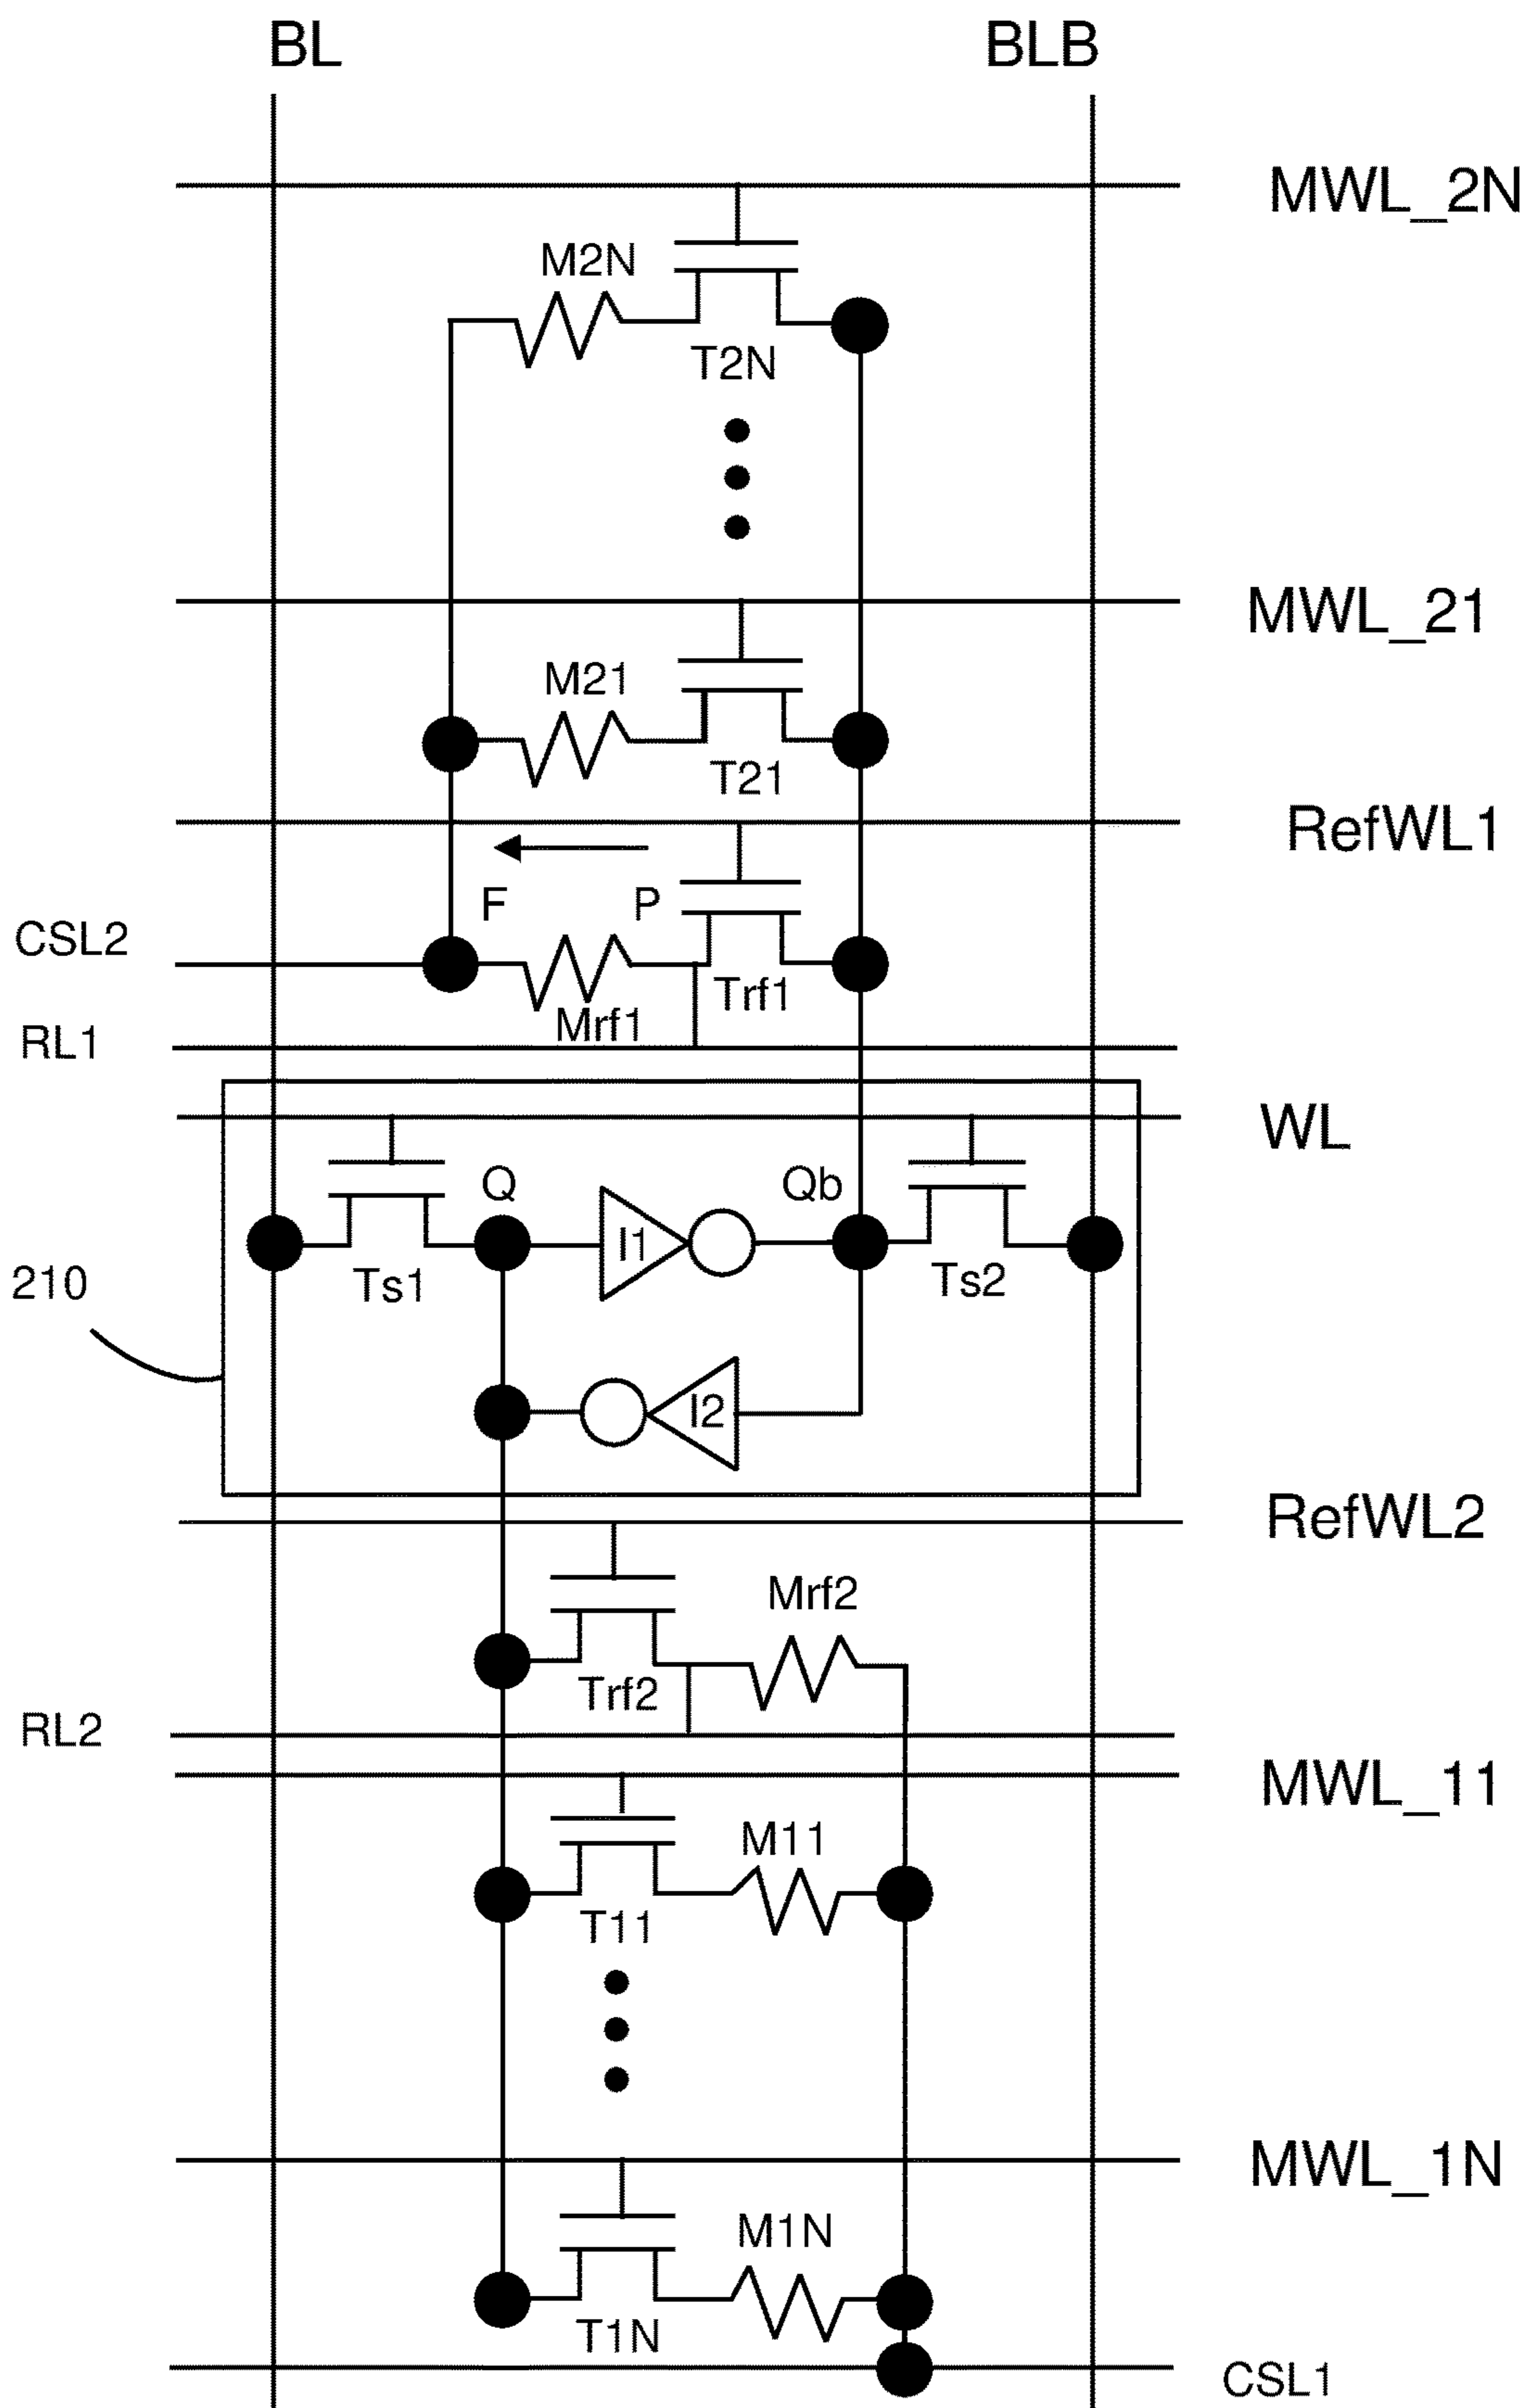 BL BLB
MWL_2N
M2N
T2N
MWL_21
M21
T21
RefWL1
F P
CSL2
Trf1
Mrf1
RL1
WL
Q Qb
I1
Ts1 Ts2
210
I2
RefWL2
Mrf2
Trf2
RL2
MWL_11
M11
T11
MWL_1N
M1N
T1N
CSL1